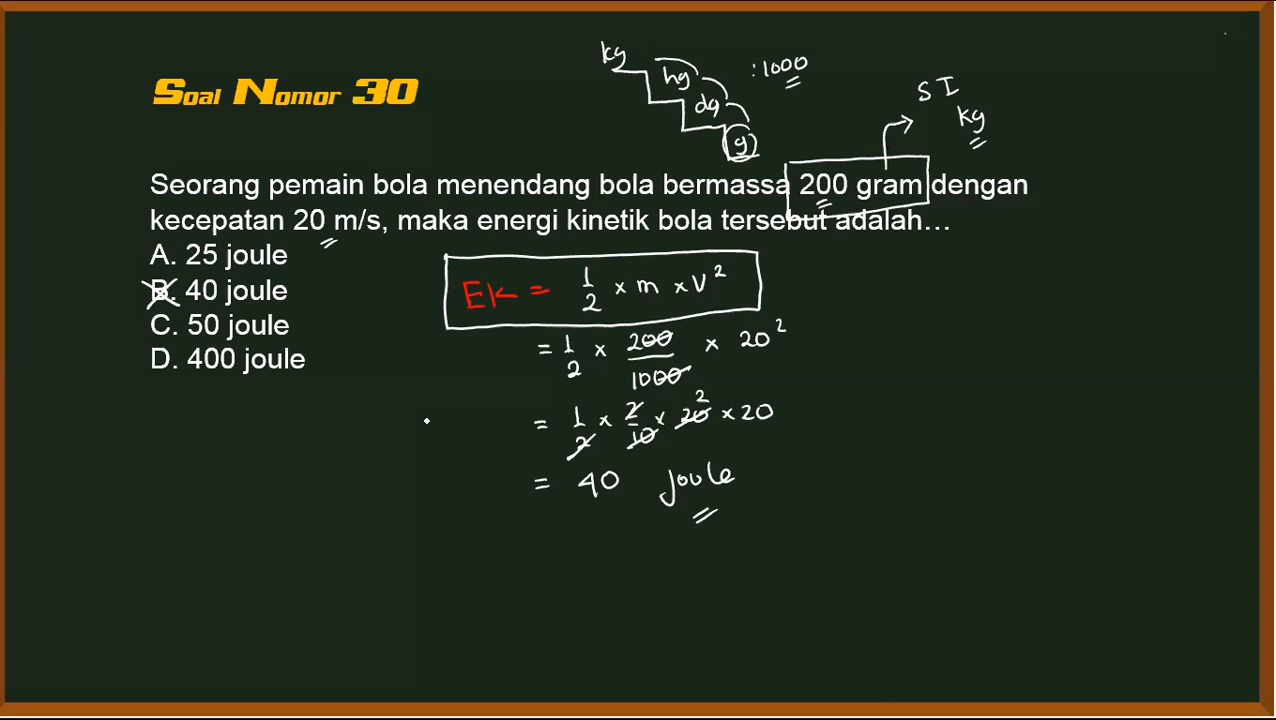 Soal Nomor 30
kg
hg
dg
g
: 1000
SI
kg
Seorang pemain bola menendang bola bermassa 200 gram dengan
kecepatan 20 m/s, maka energi kinetik bola tersebut adalah…
A. 25 joule
B. 40 joule
C. 50 joule
D. 400 joule
EK = 1/2 × m × V²
= 1/2 × 200/1000 × 20²
= 1/2 × 2/10 × 20² × 20
= 40 joule